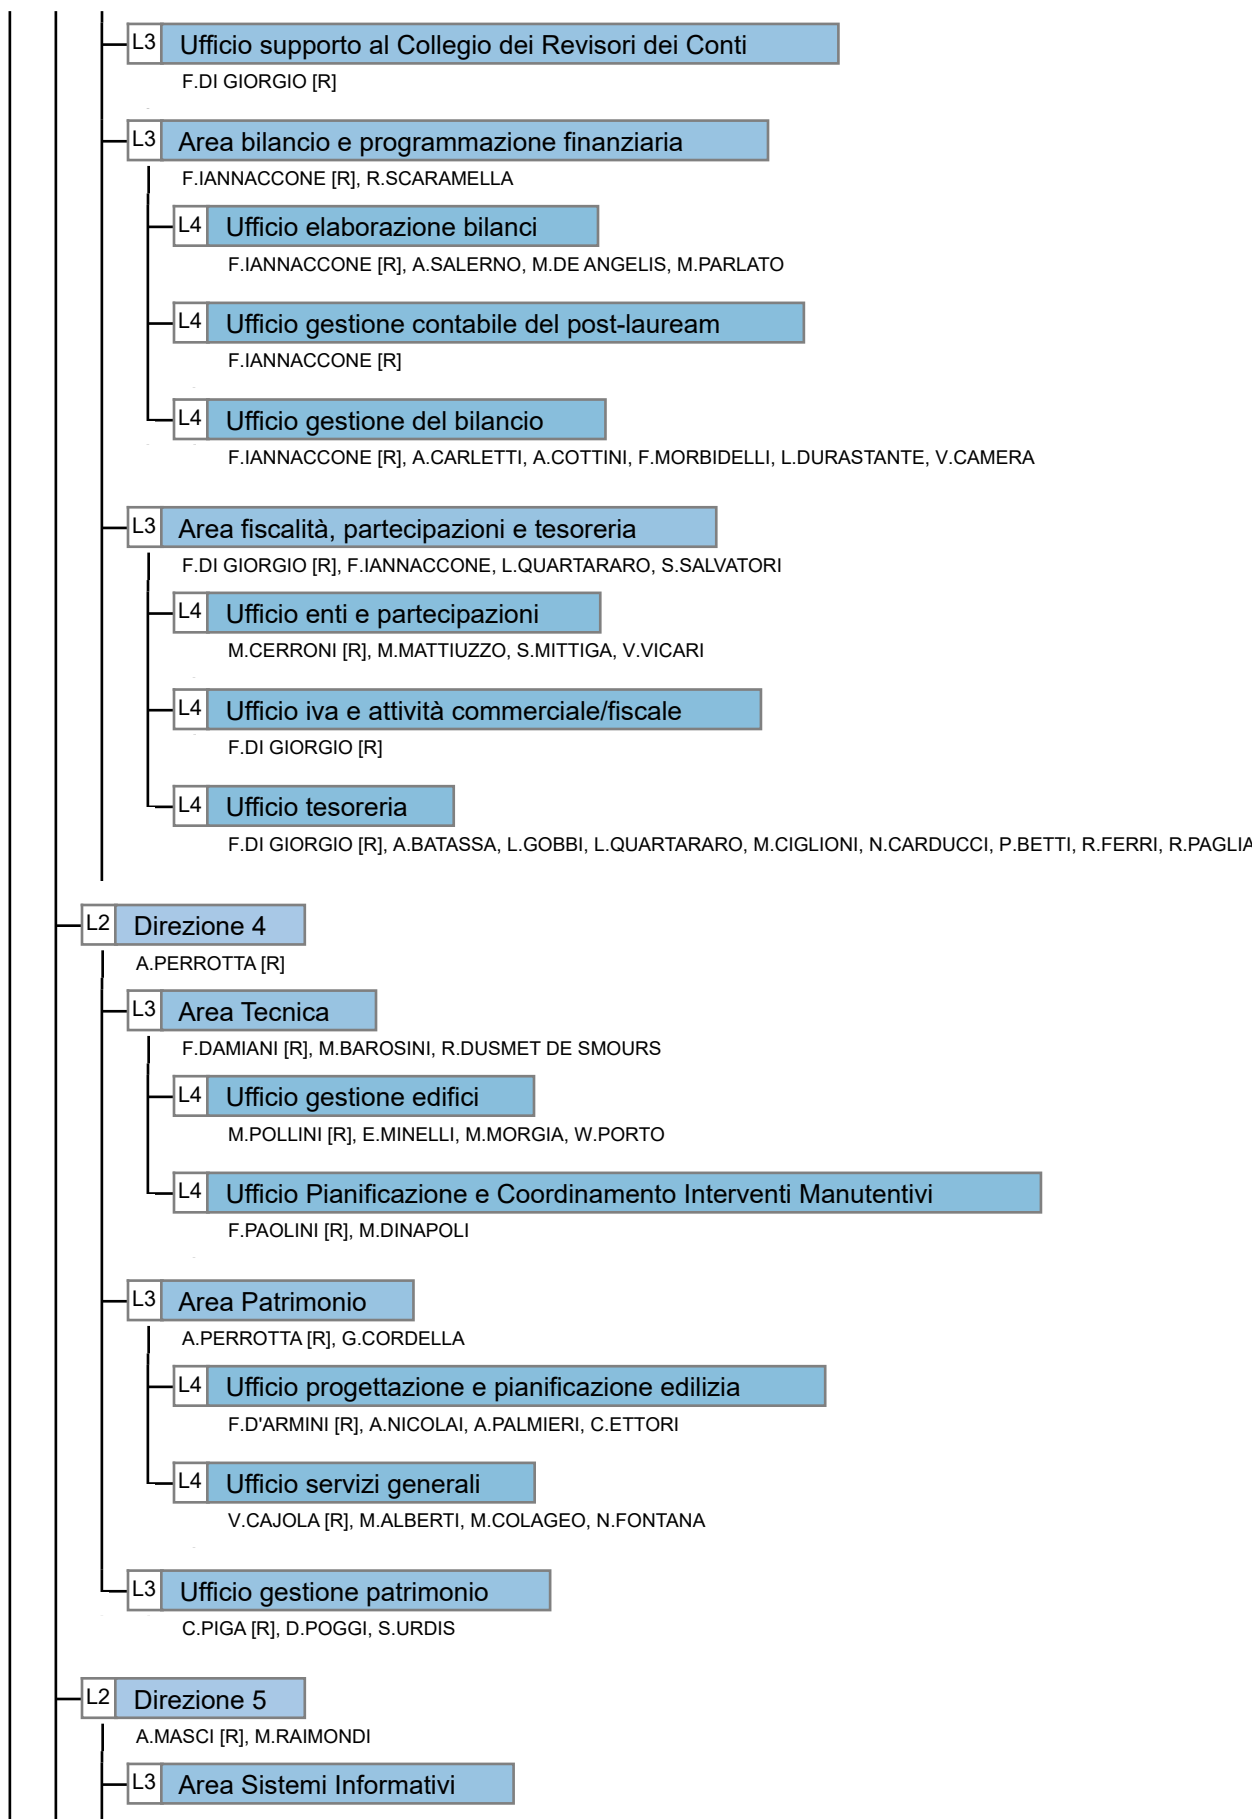 L3 Ufficio supporto al Collegio dei Revisori dei Conti
F.DI GIORGIO [R]
L3 Area bilancio e programmazione finanziaria
F.IANNACCONE [R], R.SCARAMELLA
L4 Ufficio elaborazione bilanci
F.IANNACCONE [R], A.SALERNO, M.DE ANGELIS, M.PARLATO
L4 Ufficio gestione contabile del post-lauream
F.IANNACCONE [R]
L4 Ufficio gestione del bilancio
F.IANNACCONE [R], A.CARLETTI, A.COTTINI, F.MORBIDELLI, L.DURASTANTE, V.CAMERA
L3 Area fiscalità, partecipazioni e tesoreria
F.DI GIORGIO [R], F.IANNACCONE, L.QUARTARARO, S.SALVATORI
L4 Ufficio enti e partecipazioni
M.CERRONI [R], M.MATTIUZZO, S.MITTIGA, V.VICARI
L4 Ufficio iva e attività commerciale/fiscale
F.DI GIORGIO [R]
L4 Ufficio tesoreria
F.DI GIORGIO [R], A.BATASSA, L.GOBBI, L.QUARTARARO, M.CIGLIONI, N.CARDUCCI, P.BETTI, R.FERRI, R.PAGLIA
L2 Direzione 4
A.PERROTTA [R]
L3 Area Tecnica
F.DAMIANI [R], M.BAROSINI, R.DUSMET DE SMOURS
L4 Ufficio gestione edifici
M.POLLINI [R], E.MINELLI, M.MORGIA, W.PORTO
L4 Ufficio Pianificazione e Coordinamento Interventi Manutentivi
F.PAOLINI [R], M.DINAPOLI
L3 Area Patrimonio
A.PERROTTA [R], G.CORDELLA
L4 Ufficio progettazione e pianificazione edilizia
F.D'ARMINI [R], A.NICOLAI, A.PALMIERI, C.ETTORI
L4 Ufficio servizi generali
V.CAJOLA [R], M.ALBERTI, M.COLAGEO, N.FONTANA
L3 Ufficio gestione patrimonio
C.PIGA [R], D.POGGI, S.URDIS
L2 Direzione 5
A.MASCI [R], M.RAIMONDI
L3 Area Sistemi Informativi